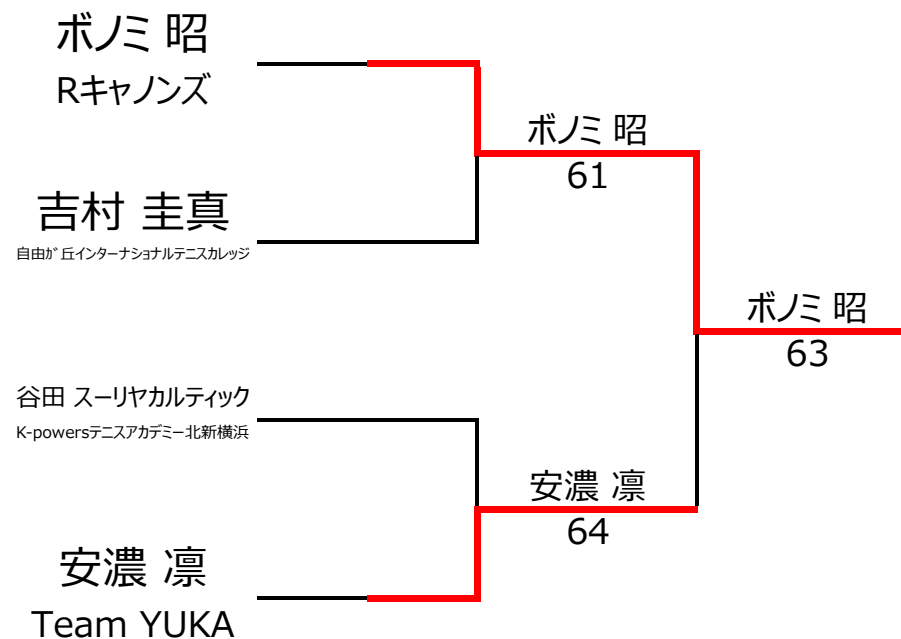 ボノミ 昭
Rキャノンズ
ボノミ 昭
61
吉村 圭真
自由が丘インターナショナルテニスカレッジ
ボノミ 昭
63
谷田 スーリヤカルティック
K-powersテニスアカデミー北新横浜
安濃 凛
64
安濃 凛
Team YUKA